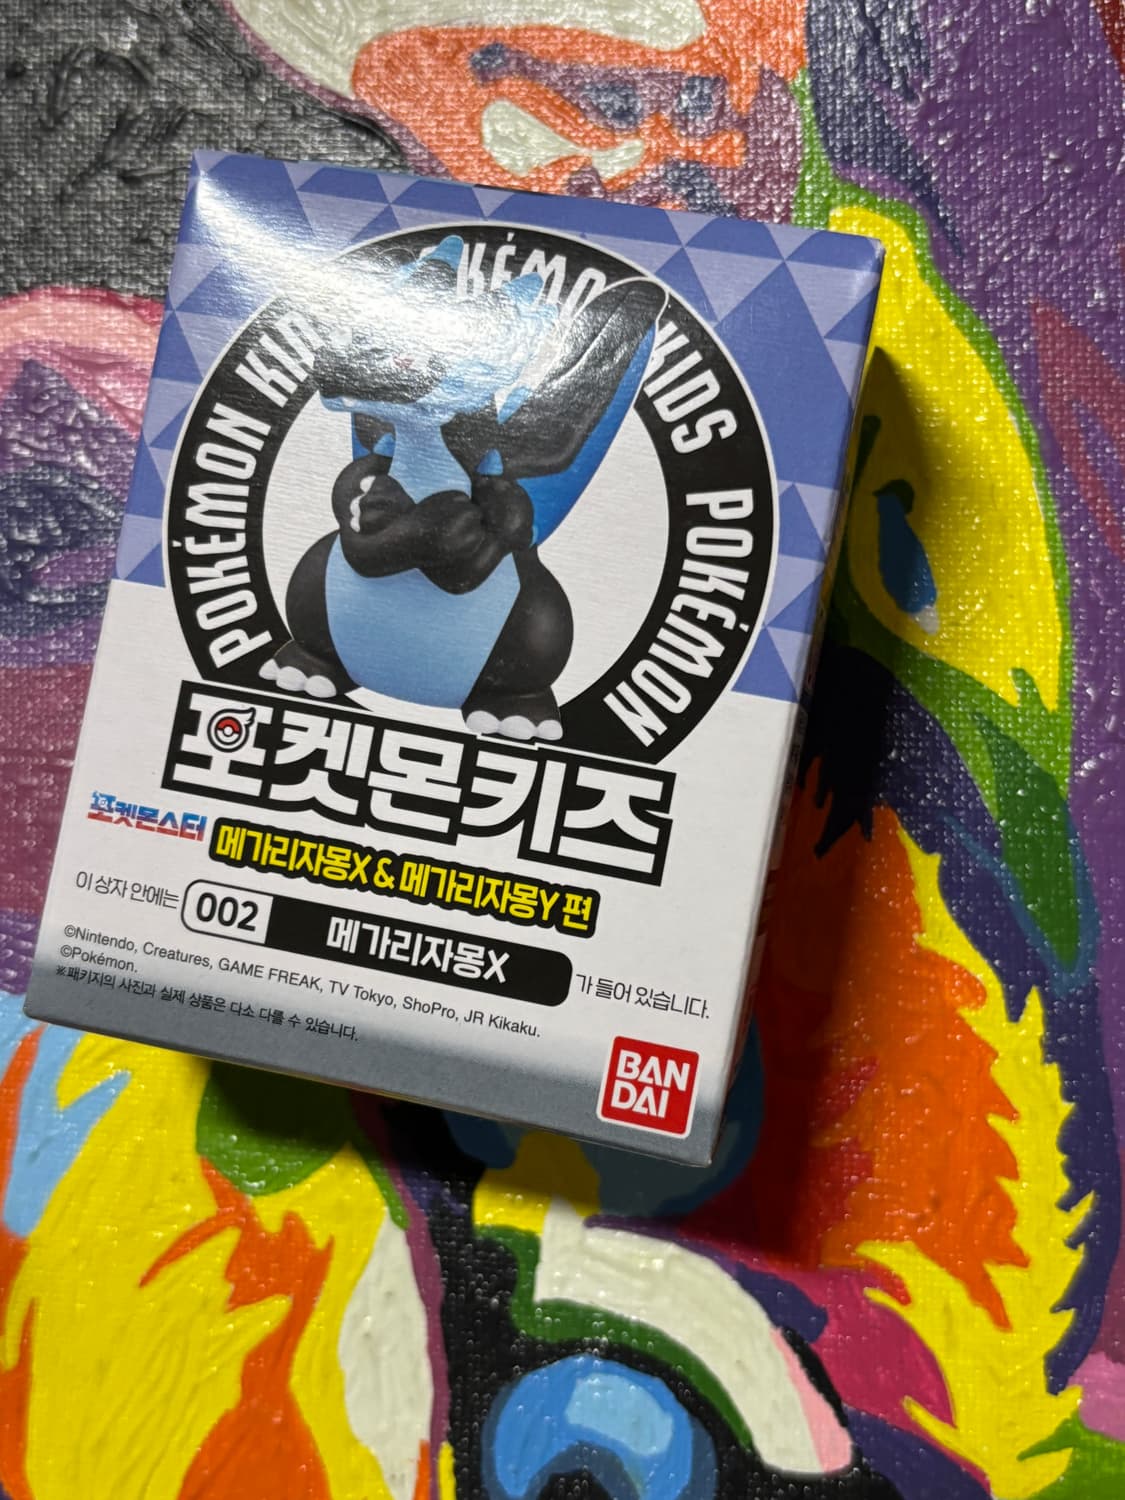 POKÉMON KIDS POKÉMON KIDS POKÉMON
포켓몬키즈
포켓몬스터
메가리자몽X & 메가리자몽Y 편
이 상자 안에는 002 메가리자몽X 가 들어 있습니다.
©Nintendo, Creatures, GAME FREAK, TV Tokyo, ShoPro, JR Kikaku.
©Pokémon.
※패키지의 사진과 실제 상품은 다소 다를 수 있습니다.
BAN
DAI